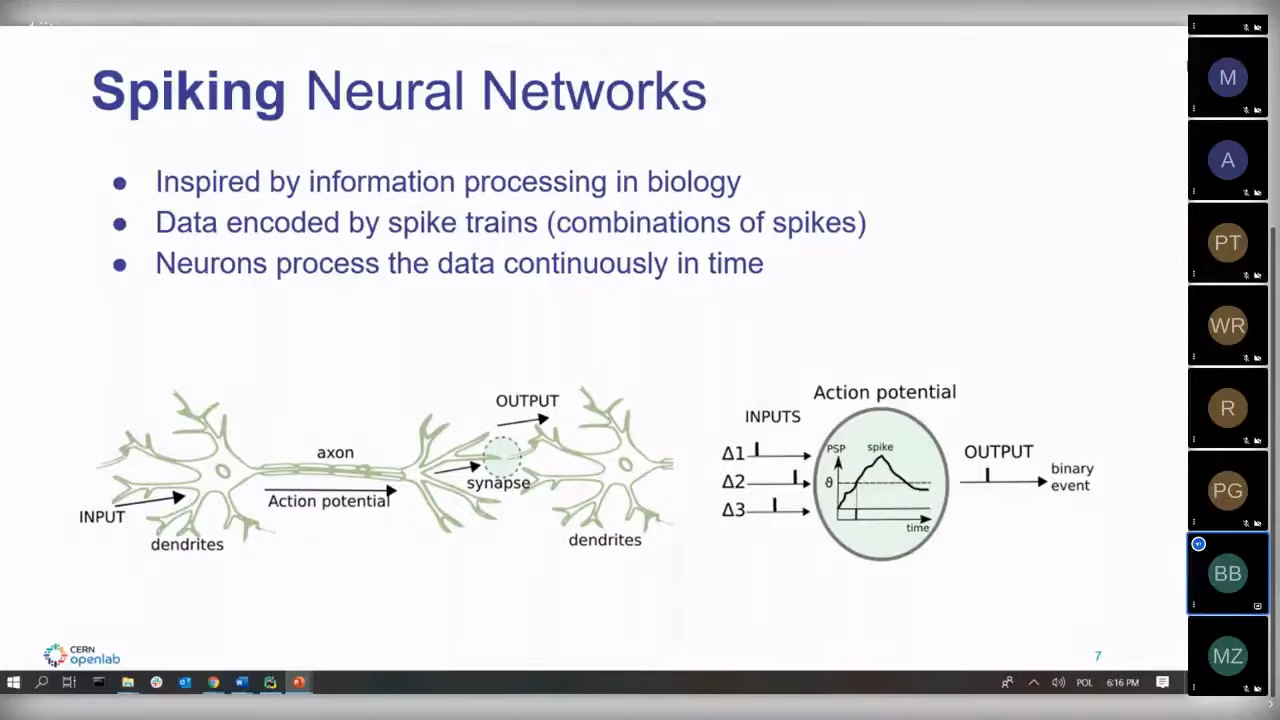 Spiking Neural Networks
● Inspired by information processing in biology
● Data encoded by spike trains (combinations of spikes)
● Neurons process the data continuously in time
OUTPUT
axon
synapse
Action potential
INPUT
dendrites
dendrites
Action potential
INPUTS
Δ1
Δ2
Δ3
PSP
spike
ϑ
time
OUTPUT
binary
event
CERN
openlab
7
M
A
PT
WR
R
PG
BB
MZ
POL
6:16 PM